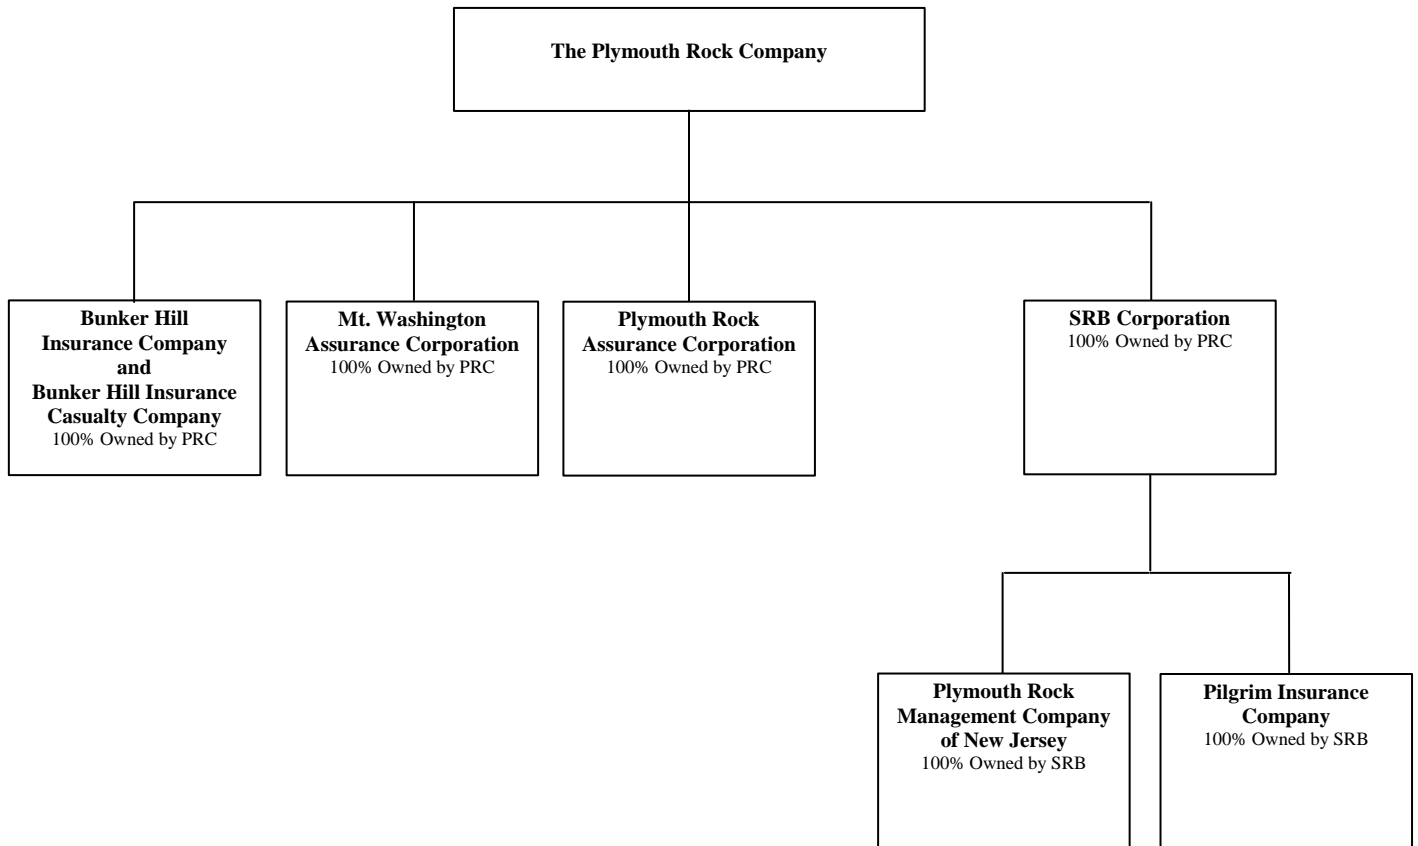 The Plymouth Rock Company
Bunker Hill
Insurance Company
and
Bunker Hill Insurance
Casualty Company
100% Owned by PRC
Mt. Washington
Assurance Corporation
100% Owned by PRC
Plymouth Rock
Assurance Corporation
100% Owned by PRC
SRB Corporation
100% Owned by PRC
Plymouth Rock
Management Company
of New Jersey
100% Owned by SRB
Pilgrim Insurance
Company
100% Owned by SRB